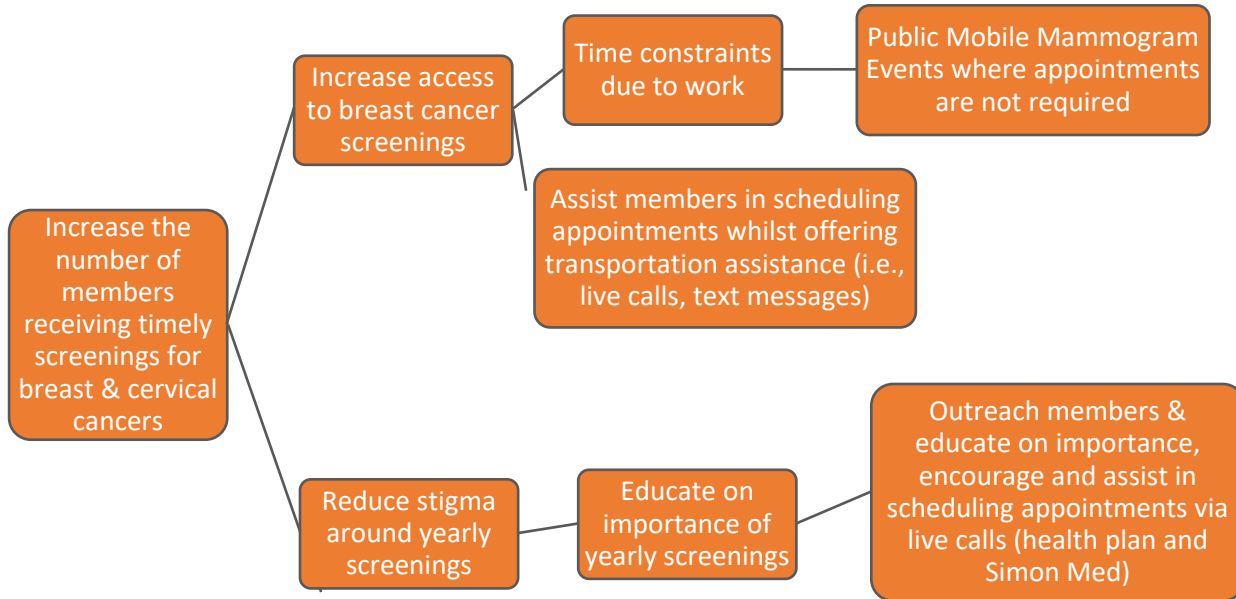 Increase the
number of
members
receiving timely
screenings for
breast & cervical
cancers
Increase access
to breast cancer
screenings
Time constraints
due to work
Public Mobile Mammogram
Events where appointments
are not required
Assist members in scheduling
appointments whilst offering
transportation assistance (i.e.,
live calls, text messages)
Reduce stigma
around yearly
screenings
Educate on
importance of
yearly screenings
Outreach members &
educate on importance,
encourage and assist in
scheduling appointments via
live calls (health plan and
Simon Med)